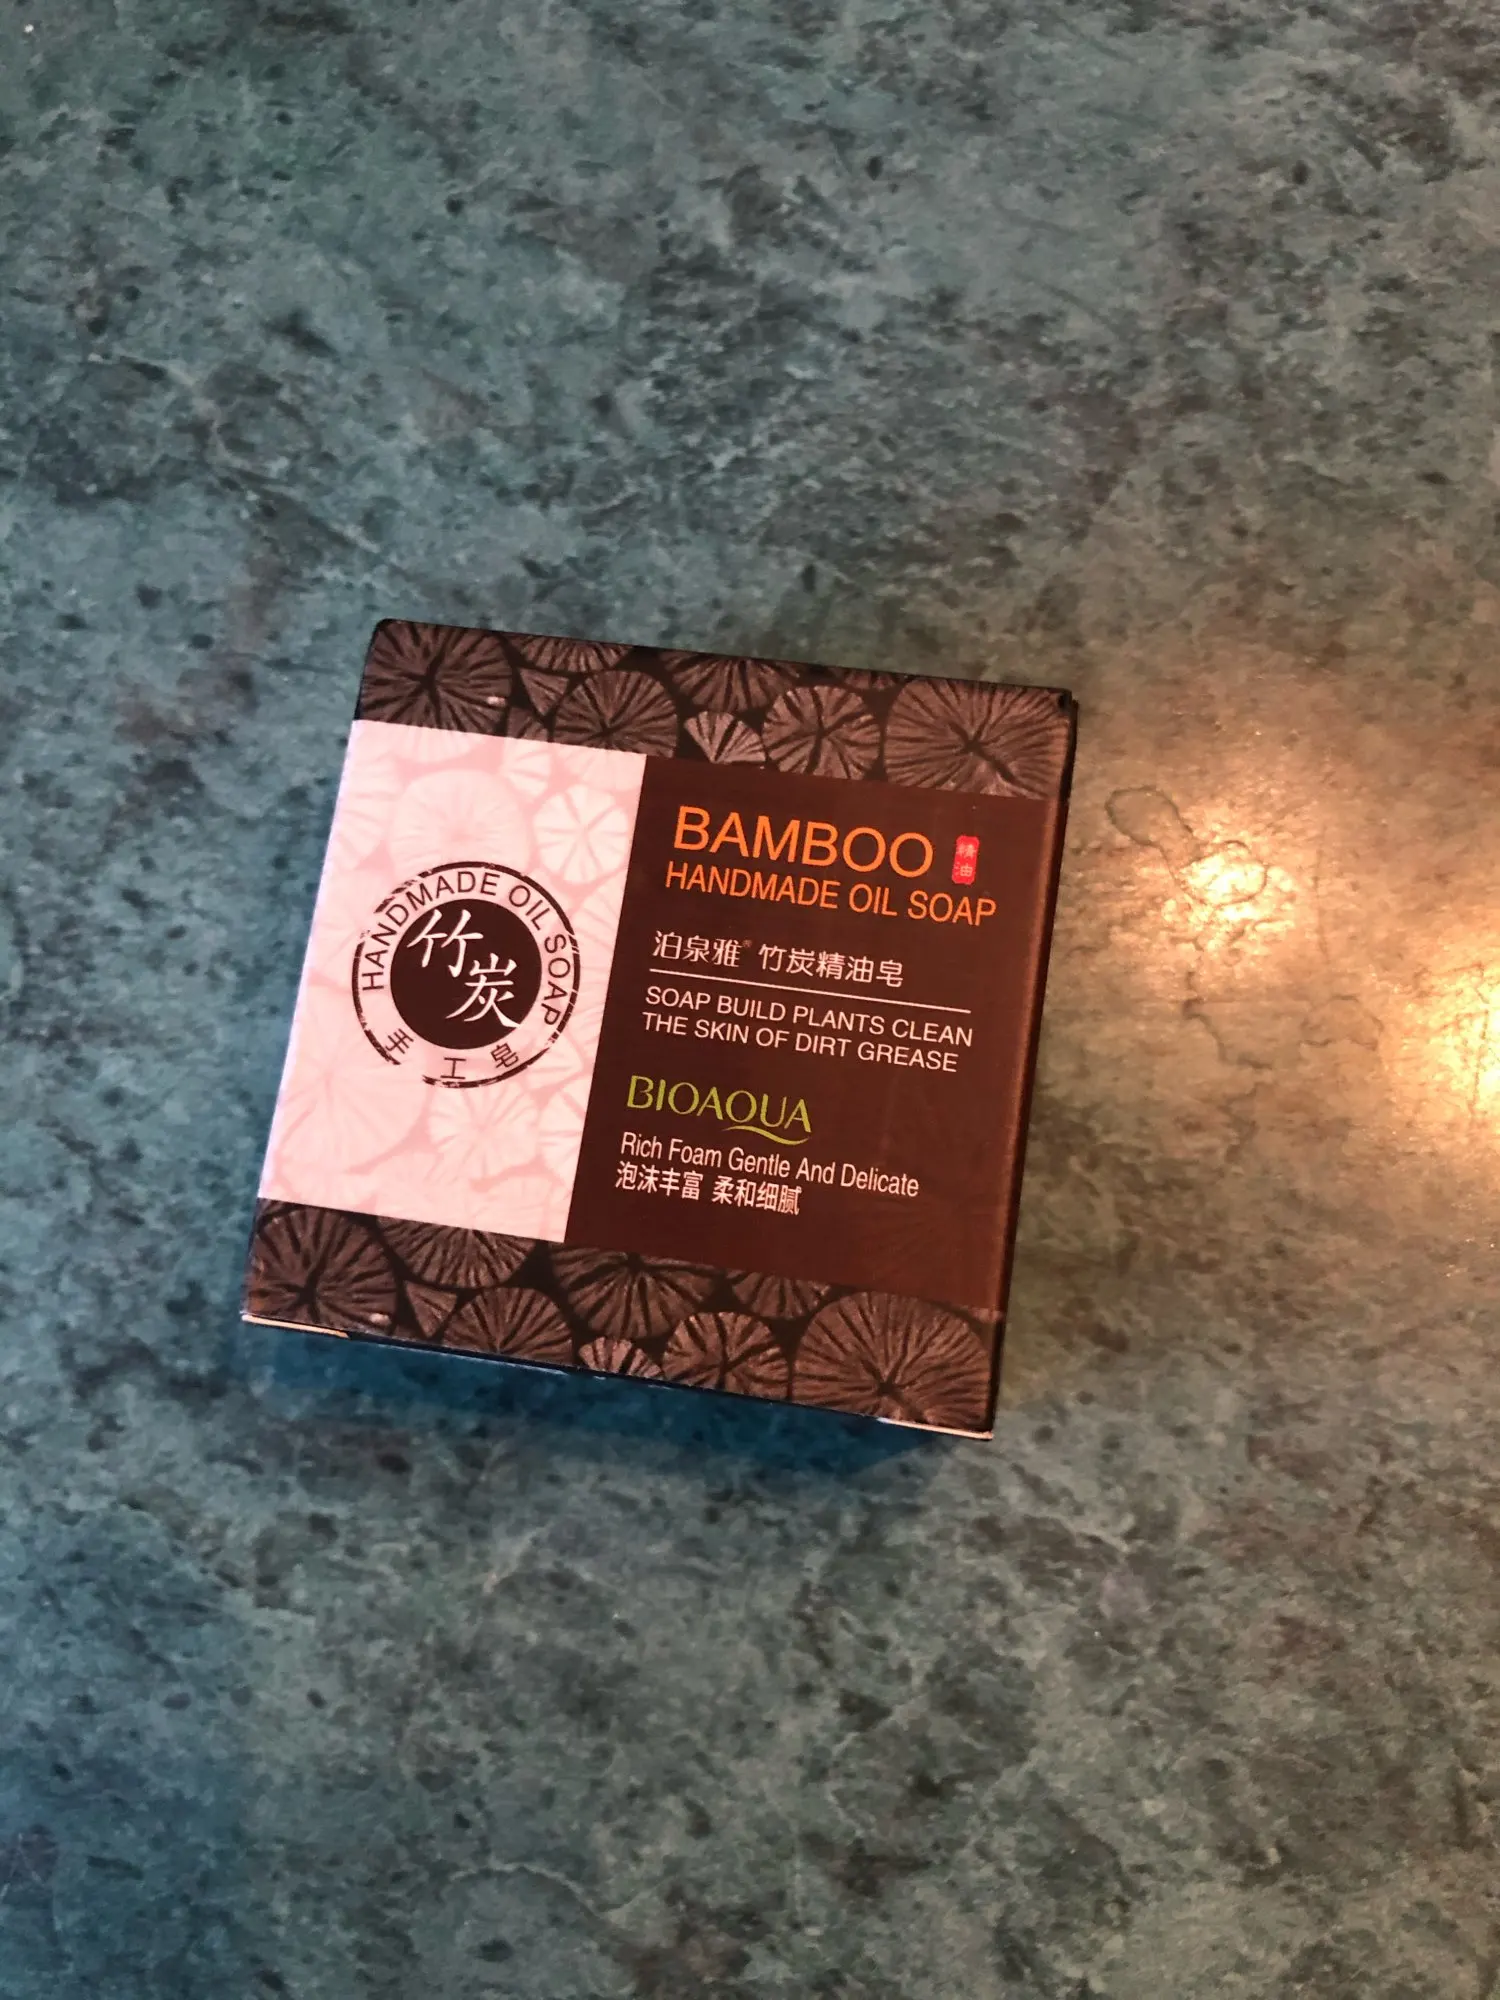 HANDMADE OIL SOAP
竹炭
手工皂
BAMBOO
精油
HANDMADE OIL SOAP
泊泉雅® 竹炭精油皂
SOAP BUILD PLANTS CLEAN
THE SKIN OF DIRT GREASE
BIOAQUA
Rich Foam Gentle And Delicate
泡沫丰富 柔和细腻